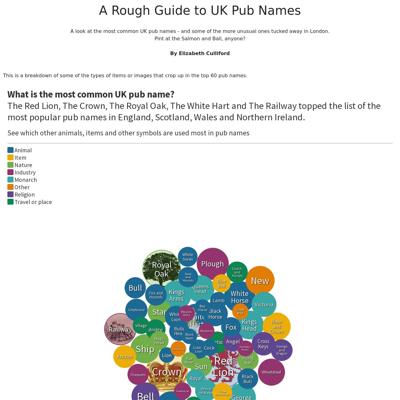 A Rough Guide to UK Pub Names
A look at the most common UK pub names - and some of the more unusual ones tucked away in London.
Pint at the Salmon and Ball, anyone?
By Elizabeth Culliford
This is a breakdown of some of the types of items or images that crop up in the top 60 pub names.
What is the most common UK pub name?
The Red Lion, The Crown, The Royal Oak, The White Hart and The Railway topped the list of the
most popular pub names in England, Scotland, Wales and Northern Ireland.
See which other animals, items and other symbols are used most in pub names
Animal
Item
Nature
Industry
Monarch
Other
Religion
Travel or place
Royal
Oak
Plough
New
Bull
Kings
Arms
White
Horse
Victoria
Star
Black
Horse
Lamb
Fox
Kings
Head
Railway
Ship
Angel
Cross
Keys
Lion
Cock
Sun
Crown
Red
Lion
Wheatsheaf
Royal
Black
Bull
Bell
George